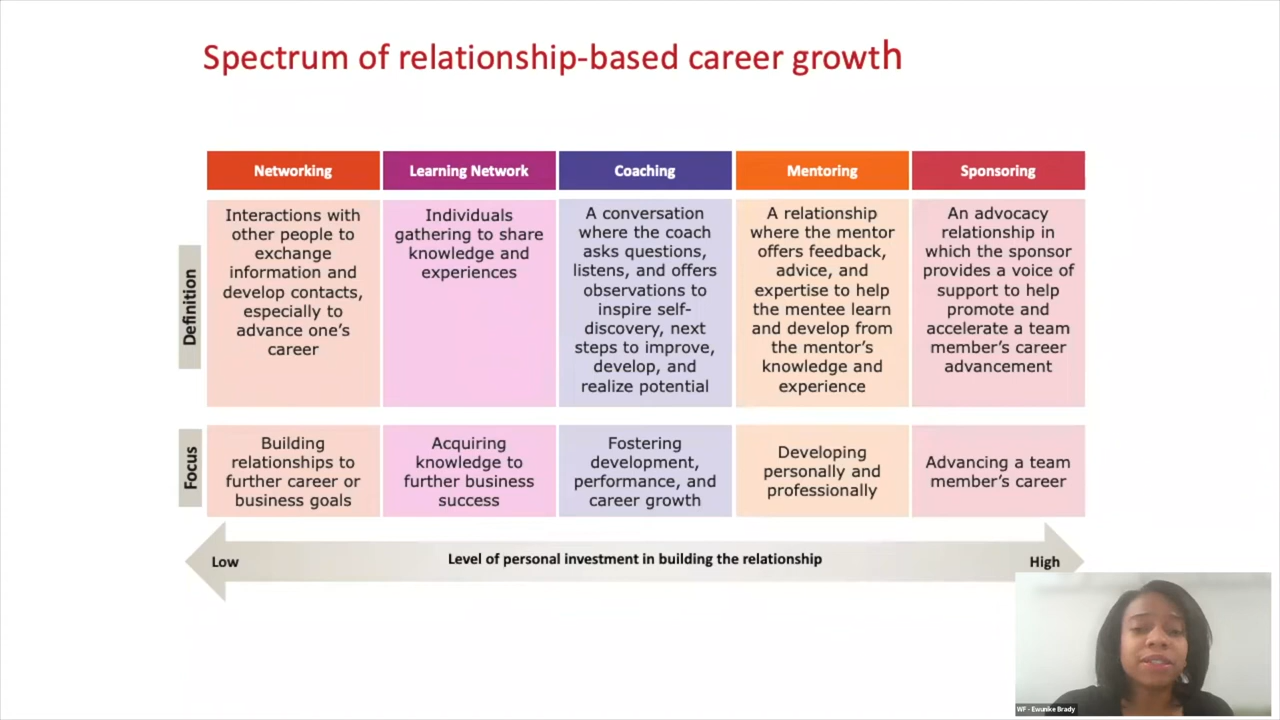 Spectrum of relationship-based career growth
Networking
Learning Network
Coaching
Mentoring
Sponsoring
Definition
Interactions with
other people to
exchange
information and
develop contacts,
especially to
advance one's
career
Individuals
gathering to share
knowledge and
experiences
A conversation
where the coach
asks questions,
listens, and offers
observations to
inspire self-
discovery, next
steps to improve,
develop, and
realize potential
A relationship
where the mentor
offers feedback,
advice, and
expertise to help
the mentee learn
and develop from
the mentor's
knowledge and
experience
An advocacy
relationship in
which the sponsor
provides a voice of
support to help
promote and
accelerate a team
member's career
advancement
Focus
Building
relationships to
further career or
business goals
Acquiring
knowledge to
further business
success
Fostering
development,
performance, and
career growth
Developing
personally and
professionally
Advancing a team
member's career
Low
Level of personal investment in building the relationship
High
WF - Ewunike Brady